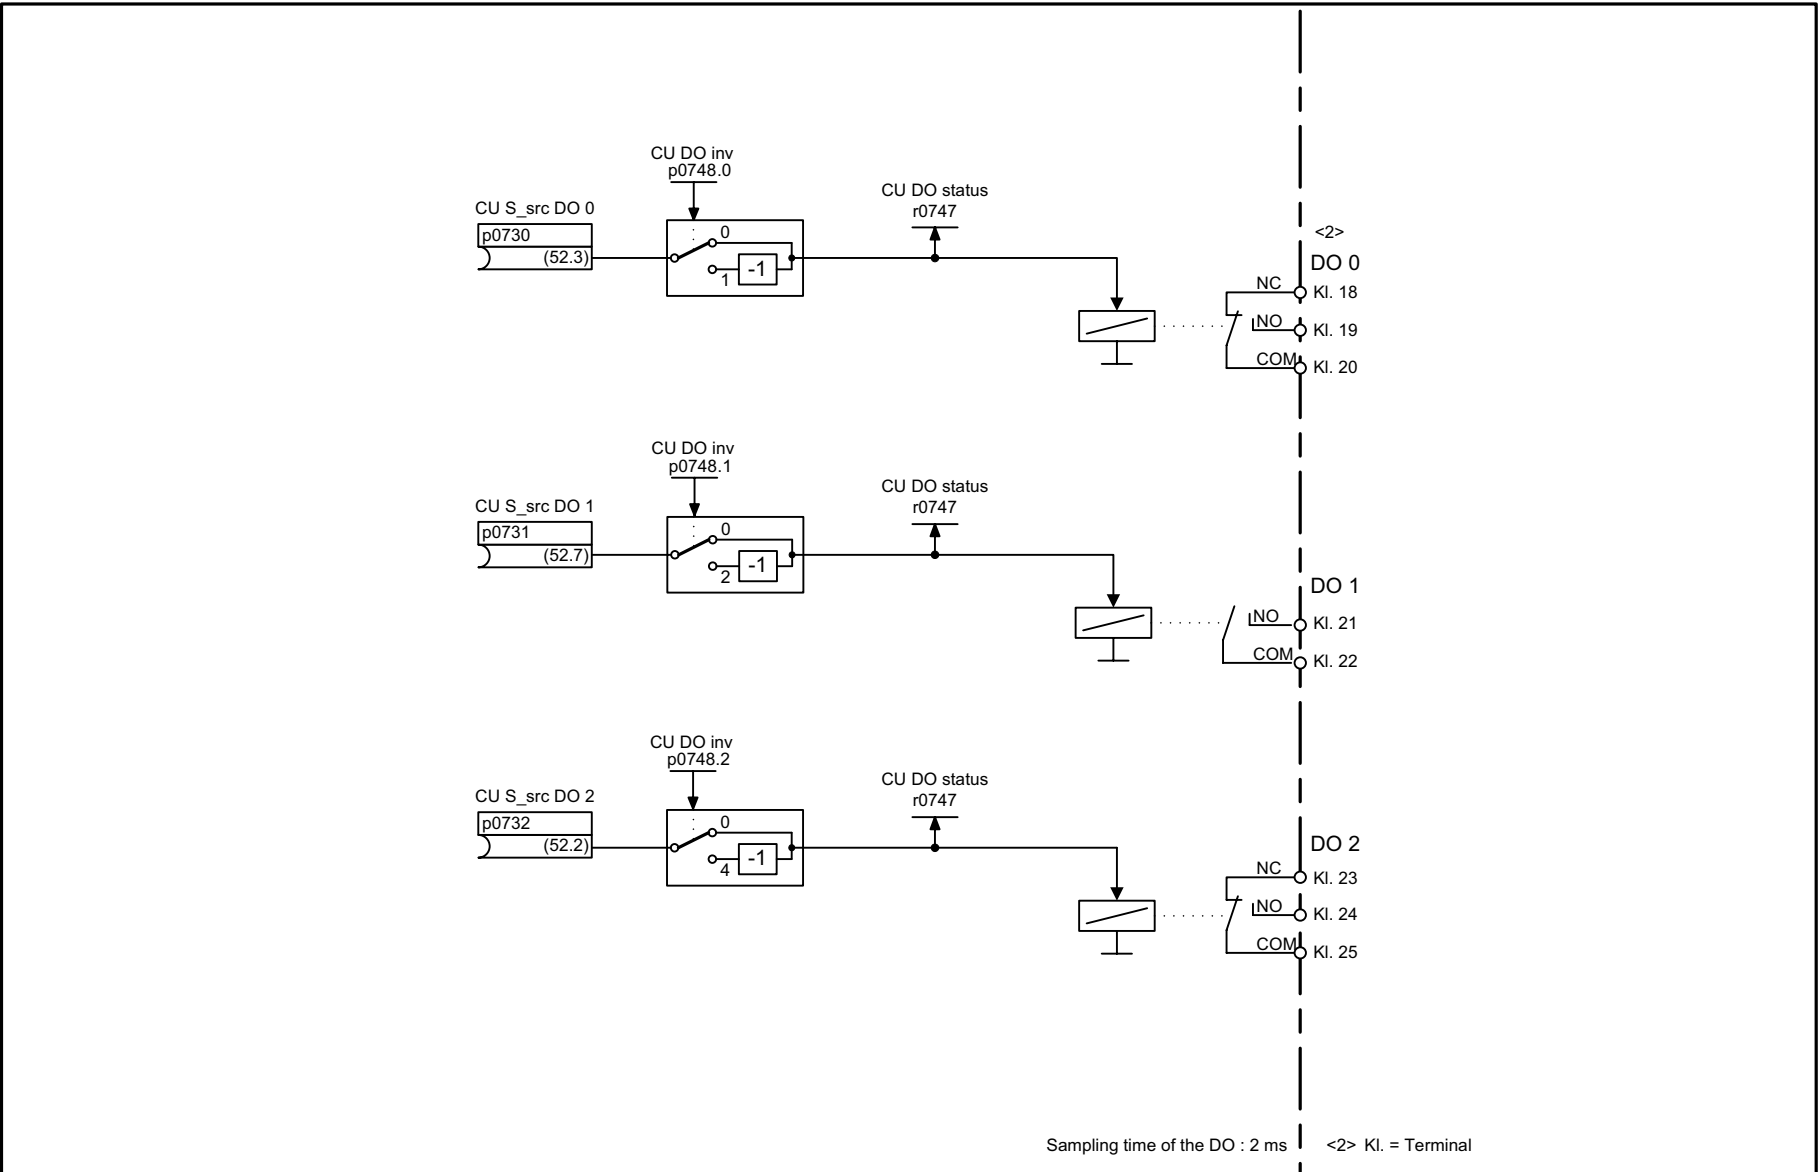 CU DO inv
p0748.0
CU DO status
r0747
CU S_src DO 0
p0730
(52.3)
0
1
-1
<2>
DO 0
NC
Kl. 18
NO
Kl. 19
COM
Kl. 20
CU DO inv
p0748.1
CU DO status
r0747
CU S_src DO 1
p0731
(52.7)
0
2
-1
DO 1
NO
Kl. 21
COM
Kl. 22
CU DO inv
p0748.2
CU DO status
r0747
CU S_src DO 2
p0732
(52.2)
0
4
-1
DO 2
NC
Kl. 23
NO
Kl. 24
COM
Kl. 25
Sampling time of the DO : 2 ms
<2> Kl. = Terminal